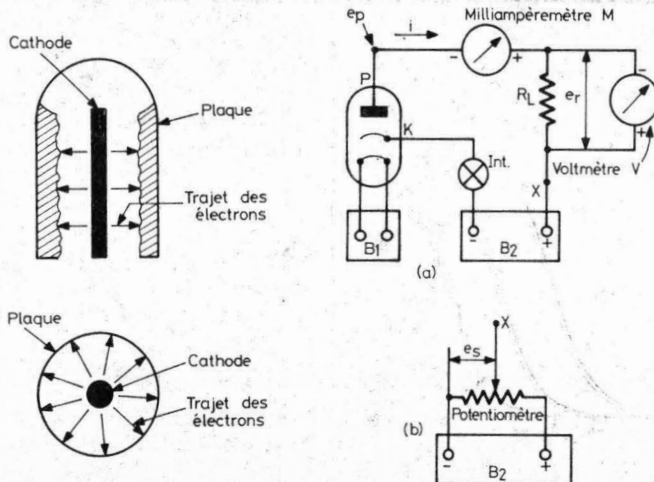 Cathode
Plaque
Trajet des
électrons
Plaque
Cathode
Trajet des
électrons
ep
i
Milliampèremètre M
-
+
P
K
RL
er
-
+
Int.
Voltmètre V
X
B1
-
+
B2
(a)
X
es
Potentiomètre
(b)
-
+
B2